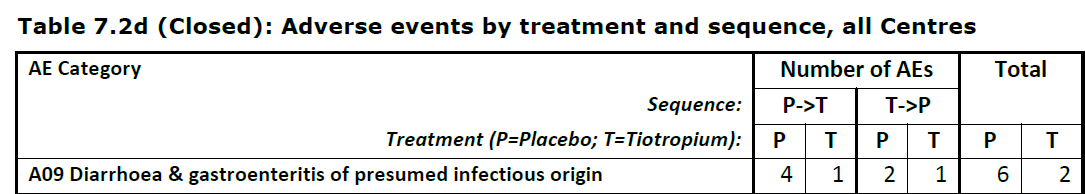 Table 7.2d (Closed): Adverse events by treatment and sequence, all Centres
AE Category Number of AEs Total
Sequence: P->T T->P
Treatment (P=Placebo; T=Tiotropium): P T P T P T
A09 Diarrhoea & gastroenteritis of presumed infectious origin 4 1 2 1 6 2